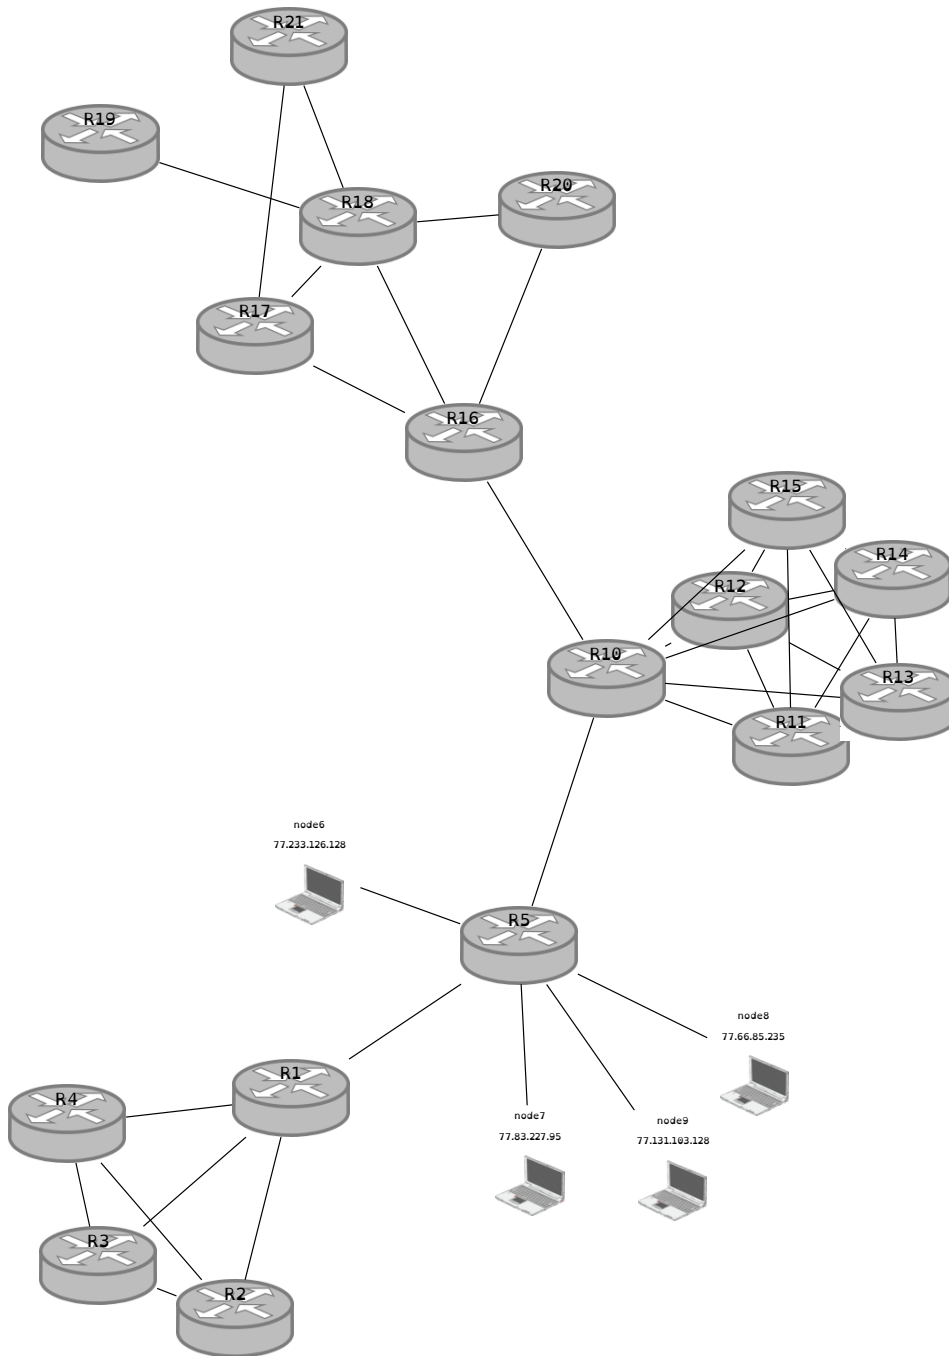 R21
R19
R20
R18
R17
R16
R15
R14
R12
R10
R13
R11
node6
77.233.126.128
R5
node8
77.66.85.235
R1
R4
node7
77.83.227.95
node9
77.131.103.128
R3
R2